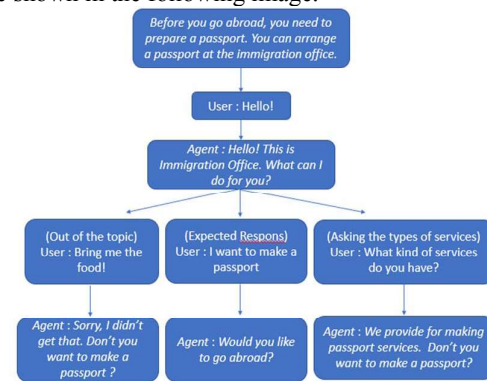 e shown in the following image.
Before you go abroad, you need to
prepare a passport. You can arrange
a passport at the immigration office.
User : Hello!
Agent : Hello! This is
Immigration Office. What can I
do for you?
(Out of the topic)
User : Bring me the
food!
(Expected Respons)
User : I want to make a
passport
(Asking the types of services)
User : What kind of services
do you have?
Agent : Sorry, I didn’t
get that. Don’t you
want to make a
passport ?
Agent : Would you like
to go abroad?
Agent : We provide for making
passport services.  Don’t you
want to make a passport?